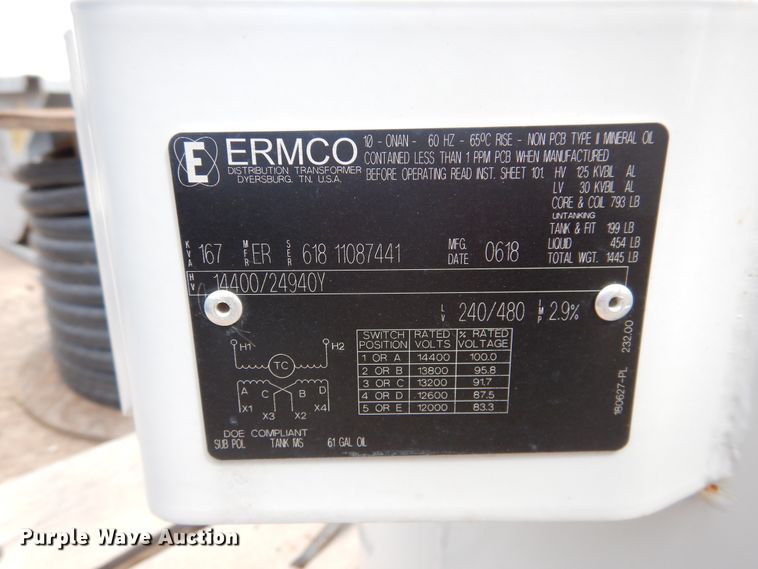 E ERMCO
DISTRIBUTION TRANSFORMER
DYERSBURG, TN, U.S.A.
1Ø - ONAN - 60 HZ - 65ºC RISE - NON PCB TYPE II MINERAL OIL
CONTAINED LESS THAN 1 PPM PCB WHEN MANUFACTURED
BEFORE OPERATING READ INST. SHEET 101. HV 125 KVBIL AL
LV 30 KVBIL AL
CORE & COIL 793 LB
UNTANKING
TANK & FIT 199 LB
LIQUID 454 LB
TOTAL WGT. 1445 LB
KVA 167 MFR ER SER 618 11087441 MFG. DATE 0618
HV 14400/24940Y
LV 240/480 IMP 2.9%
H1 H2
TC
A C B D
X1 X3 X2 X4
SWITCH POSITION RATED VOLTS % RATED VOLTAGE
1 OR A 14400 100.0
2 OR B 13800 95.8
3 OR C 13200 91.7
4 OR D 12600 87.5
5 OR E 12000 83.3
180627-PL 232.00
DOE COMPLIANT
SUB POL TANK MS 61 GAL OIL
Purple Wave Auction